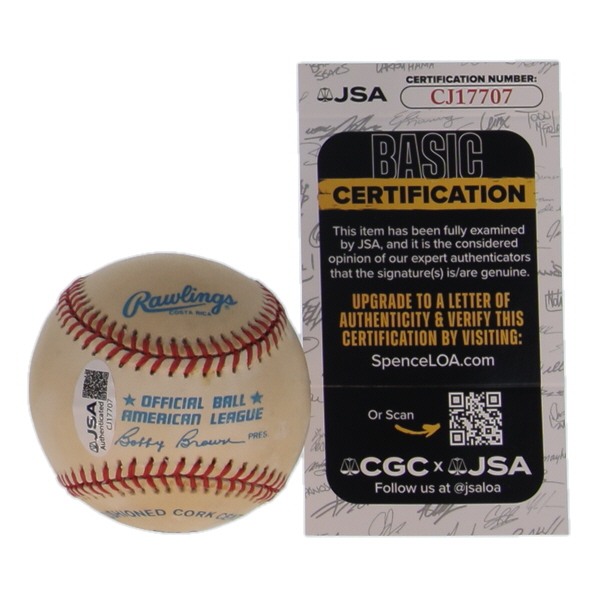 Rawlings
COSTA RICA
OFFICIAL BALL
AMERICAN LEAGUE
Bobby Brown PRES.
CORK
JSA
Authenticated
CJ17707
JSA
CERTIFICATION NUMBER:
CJ17707
BASIC
CERTIFICATION
This item has been fully examined
by JSA, and it is the considered
opinion of our expert authenticators
that the signature(s) is/are genuine.
UPGRADE TO A LETTER OF
AUTHENTICITY & VERIFY THIS
CERTIFICATION BY VISITING:
SpenceLOA.com
Or Scan
CGC x JSA
Follow us at @jsaloa